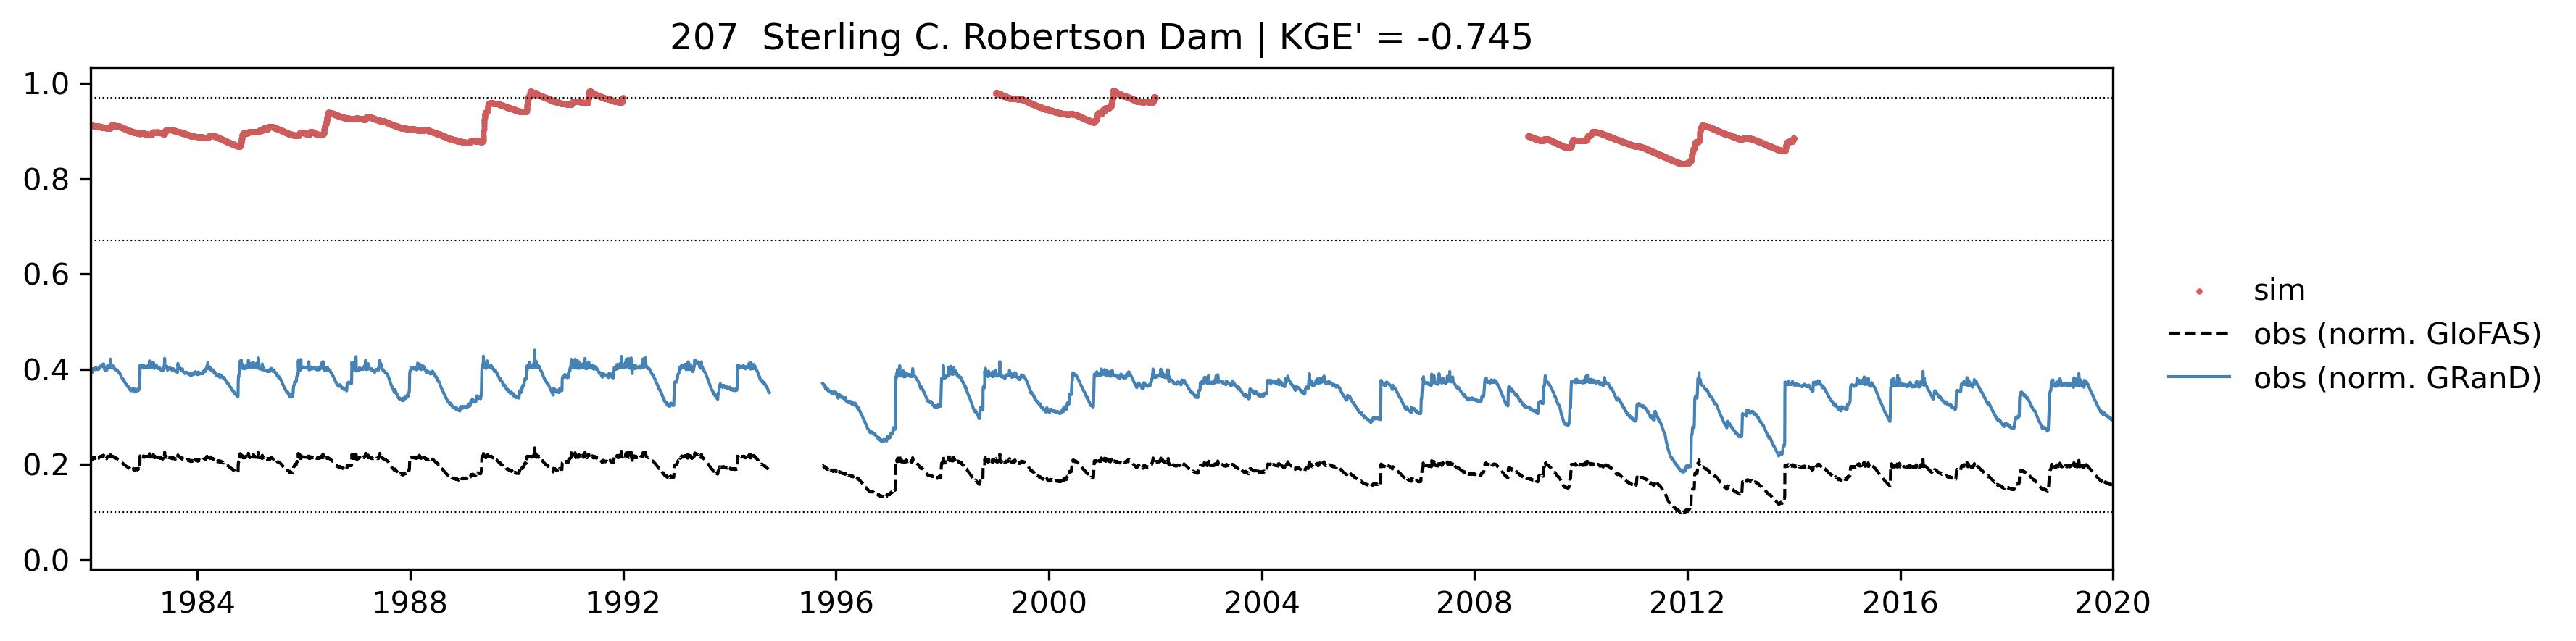 207  Sterling C. Robertson Dam | KGE' = -0.745
1.0
0.8
0.6
0.4
0.2
0.0
1984 1988 1992 1996 2000 2004 2008 2012 2016 2020
sim
obs (norm. GloFAS)
obs (norm. GRanD)